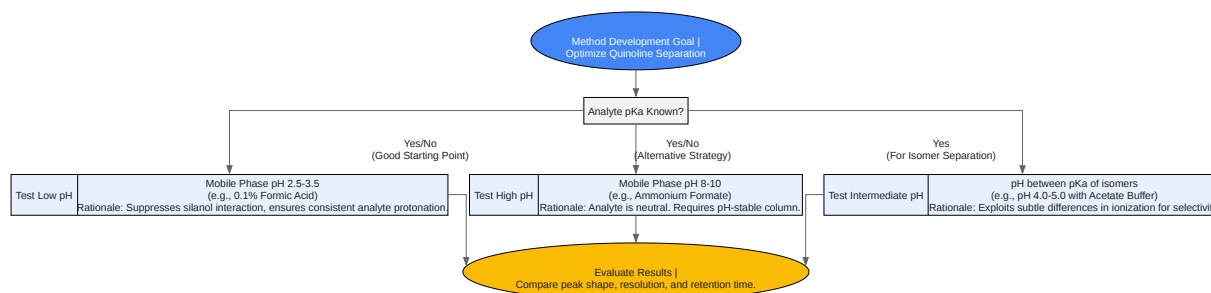 Method Development Goal |
Optimize Quinoline Separation
Analyte pKa Known?
Yes/No
(Good Starting Point)
Yes/No
(Alternative Strategy)
Yes
(For Isomer Separation)
Test Low pH
Mobile Phase pH 2.5-3.5
(e.g., 0.1% Formic Acid)
Rationale: Suppresses silanol interaction, ensures consistent analyte protonation.
Test High pH
Mobile Phase pH 8-10
(e.g., Ammonium Formate)
Rationale: Analyte is neutral. Requires pH-stable column.
Test Intermediate pH
pH between pKa of isomers
(e.g., pH 4.0-5.0 with Acetate Buffer)
Rationale: Exploits subtle differences in ionization for selectivit
Evaluate Results |
Compare peak shape, resolution, and retention time.